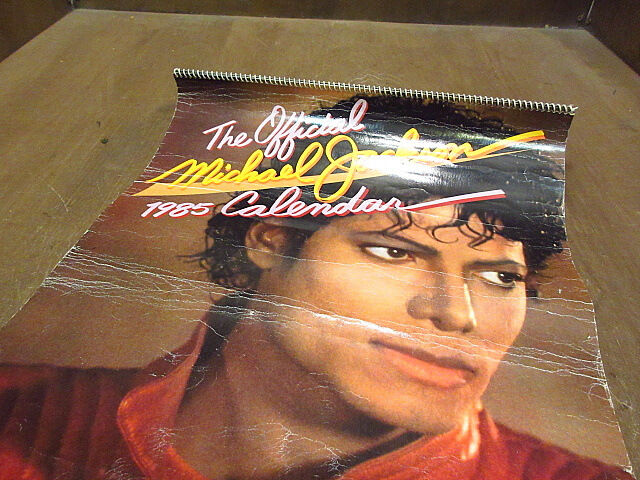 The Official
Michael Jackson
1985 Calendar